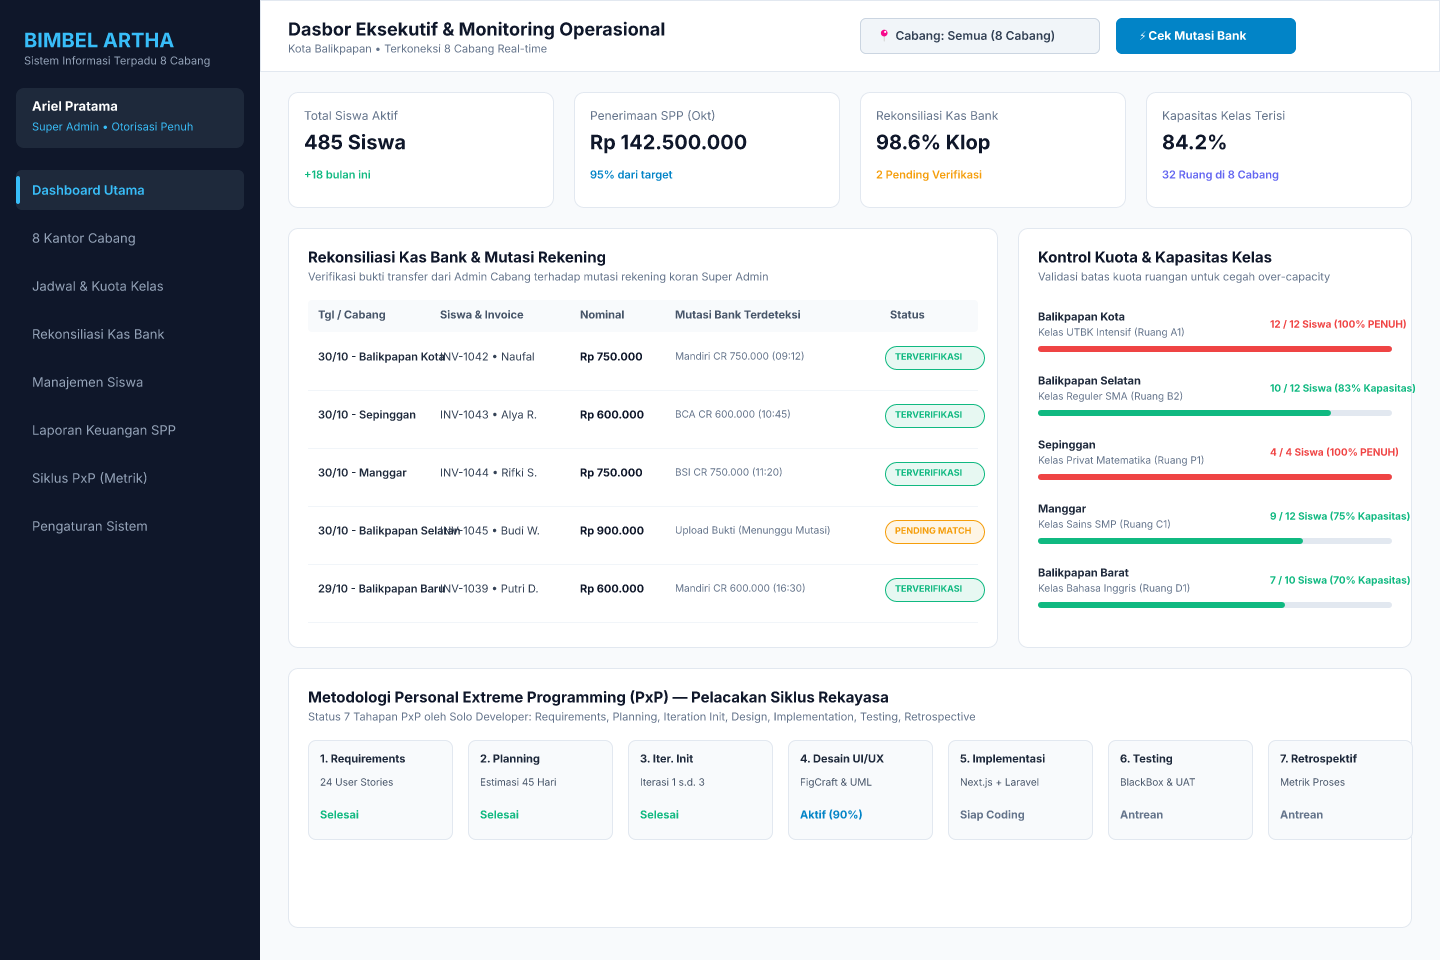 BIMBEL ARTHA
Sistem Informasi Terpadu 8 Cabang
Ariel Pratama
Super Admin • Otorisasi Penuh
Dashboard Utama
8 Kantor Cabang
Jadwal & Kuota Kelas
Rekonsiliasi Kas Bank
Manajemen Siswa
Laporan Keuangan SPP
Siklus PxP (Metrik)
Pengaturan Sistem
Dasbor Eksekutif & Monitoring Operasional
Kota Balikpapan • Terkoneksi 8 Cabang Real-time
📍 Cabang: Semua (8 Cabang)
⚡ Cek Mutasi Bank
Total Siswa Aktif
485 Siswa
+18 bulan ini
Penerimaan SPP (Okt)
Rp 142.500.000
95% dari target
Rekonsiliasi Kas Bank
98.6% Klop
2 Pending Verifikasi
Kapasitas Kelas Terisi
84.2%
32 Ruang di 8 Cabang
Rekonsiliasi Kas Bank & Mutasi Rekening
Verifikasi bukti transfer dari Admin Cabang terhadap mutasi rekening koran Super Admin
Tgl / Cabang Siswa & Invoice Nominal Mutasi Bank Terdeteksi Status
30/10 - Balikpapan Kota INV-1042 • Naufal Rp 750.000 Mandiri CR 750.000 (09:12) TERVERIFIKASI
30/10 - Sepinggan INV-1043 • Alya R. Rp 600.000 BCA CR 600.000 (10:45) TERVERIFIKASI
30/10 - Manggar INV-1044 • Rifki S. Rp 750.000 BSI CR 750.000 (11:20) TERVERIFIKASI
30/10 - Balikpapan Selatan INV-1045 • Budi W. Rp 900.000 Upload Bukti (Menunggu Mutasi) PENDING MATCH
29/10 - Balikpapan Baru INV-1039 • Putri D. Rp 600.000 Mandiri CR 600.000 (16:30) TERVERIFIKASI
Kontrol Kuota & Kapasitas Kelas
Validasi batas kuota ruangan untuk cegah over-capacity
Balikpapan Kota
Kelas UTBK Intensif (Ruang A1)
12 / 12 Siswa (100% PENUH)
Balikpapan Selatan
Kelas Reguler SMA (Ruang B2)
10 / 12 Siswa (83% Kapasitas)
Sepinggan
Kelas Privat Matematika (Ruang P1)
4 / 4 Siswa (100% PENUH)
Manggar
Kelas Sains SMP (Ruang C1)
9 / 12 Siswa (75% Kapasitas)
Balikpapan Barat
Kelas Bahasa Inggris (Ruang D1)
7 / 10 Siswa (70% Kapasitas)
Metodologi Personal Extreme Programming (PxP) — Pelacakan Siklus Rekayasa
Status 7 Tahapan PxP oleh Solo Developer: Requirements, Planning, Iteration Init, Design, Implementation, Testing, Retrospective
1. Requirements
24 User Stories
Selesai
2. Planning
Estimasi 45 Hari
Selesai
3. Iter. Init
Iterasi 1 s.d. 3
Selesai
4. Desain UI/UX
FigCraft & UML
Aktif (90%)
5. Implementasi
Next.js + Laravel
Siap Coding
6. Testing
BlackBox & UAT
Antrean
7. Retrospektif
Metrik Proses
Antrean